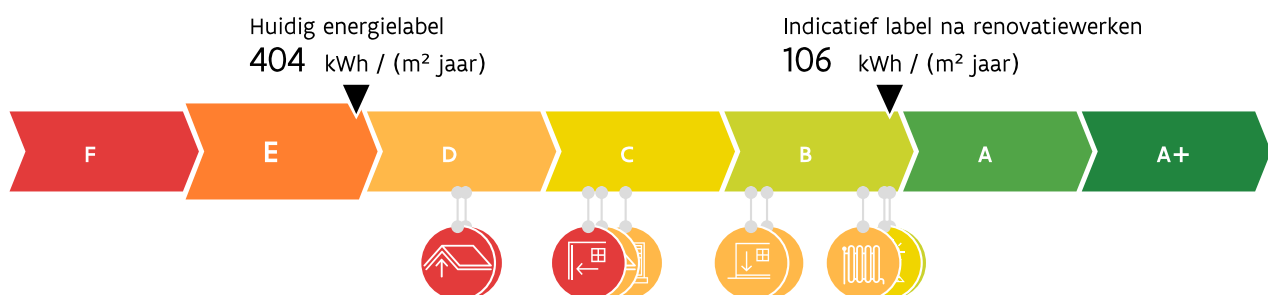 Huidig energielabel
404 kWh / (m² jaar)
Indicatief label na renovatiewerken
106 kWh / (m² jaar)
F E D C B A A+